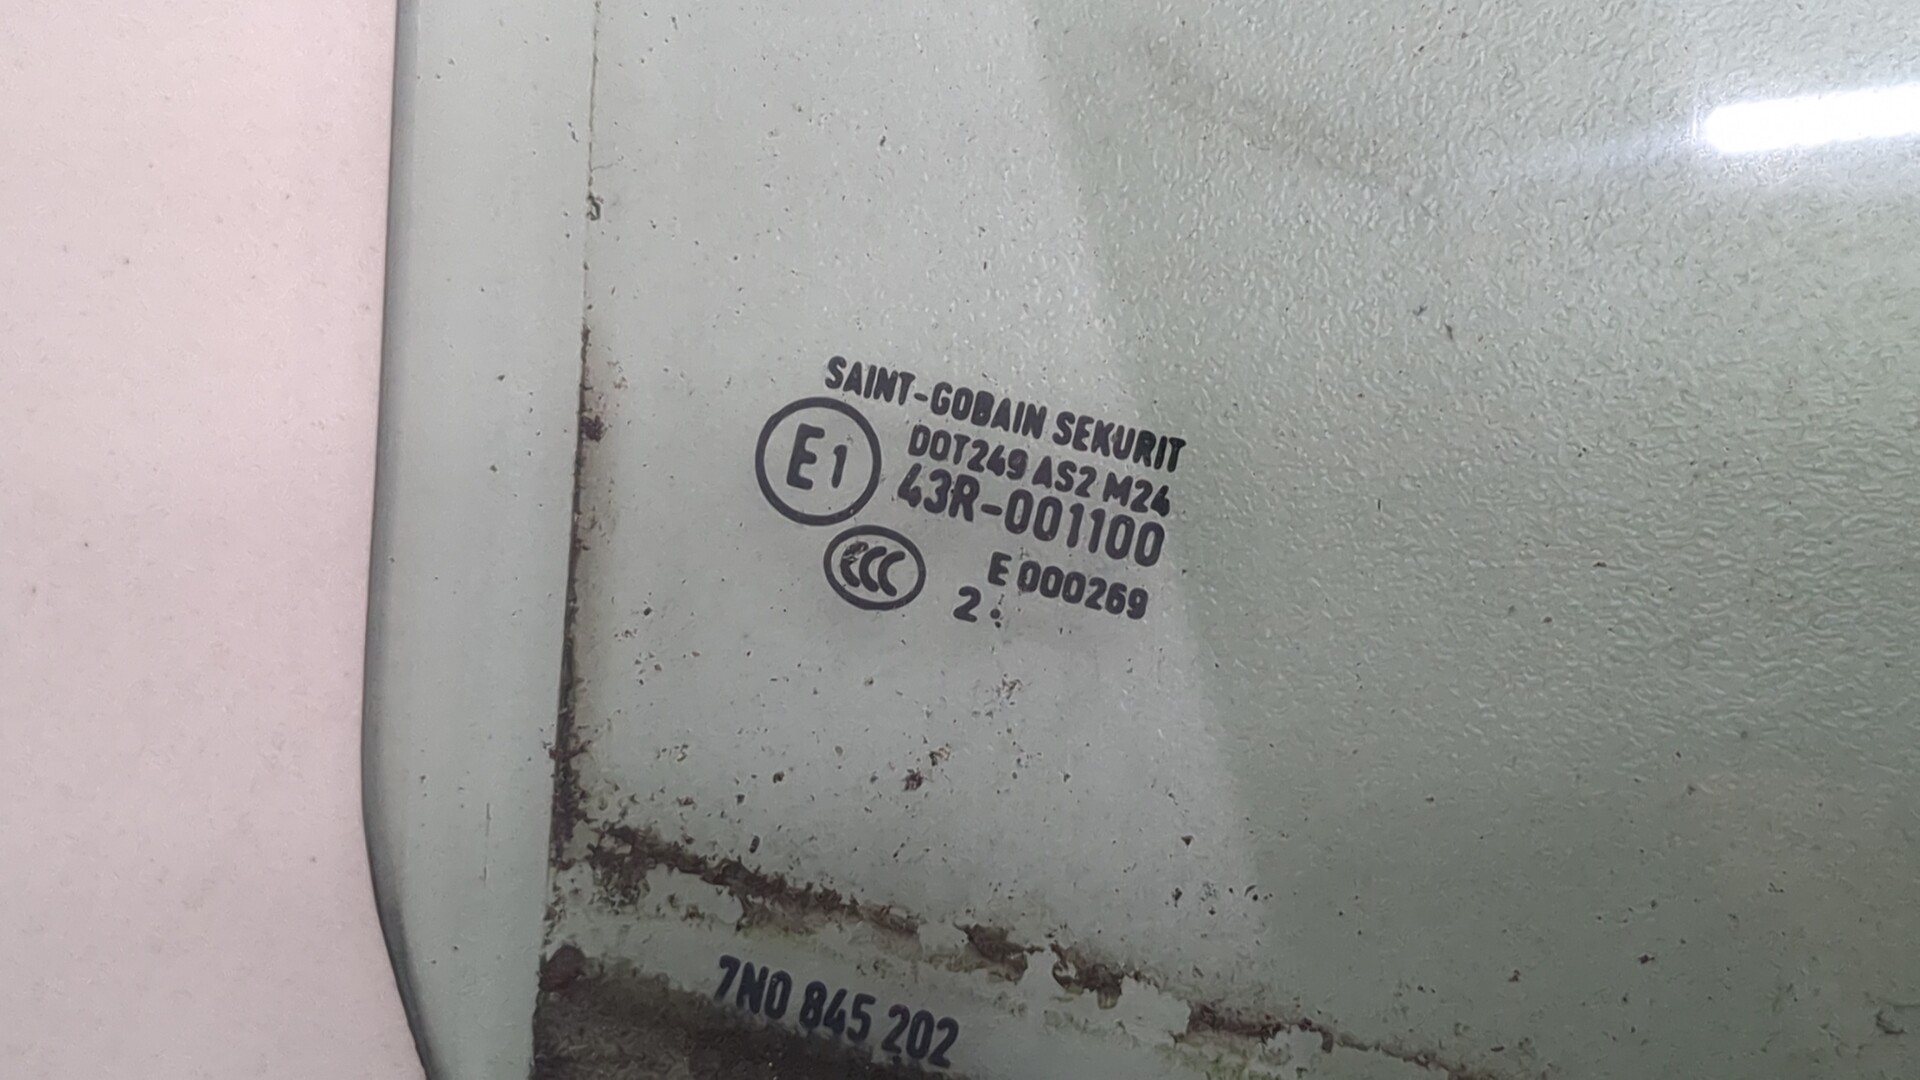 SAINT-GOBAIN SEKURIT
E1
DOT249 AS2 M24
43R-001100
CCC
E 000269
2 :
7N0 845 202